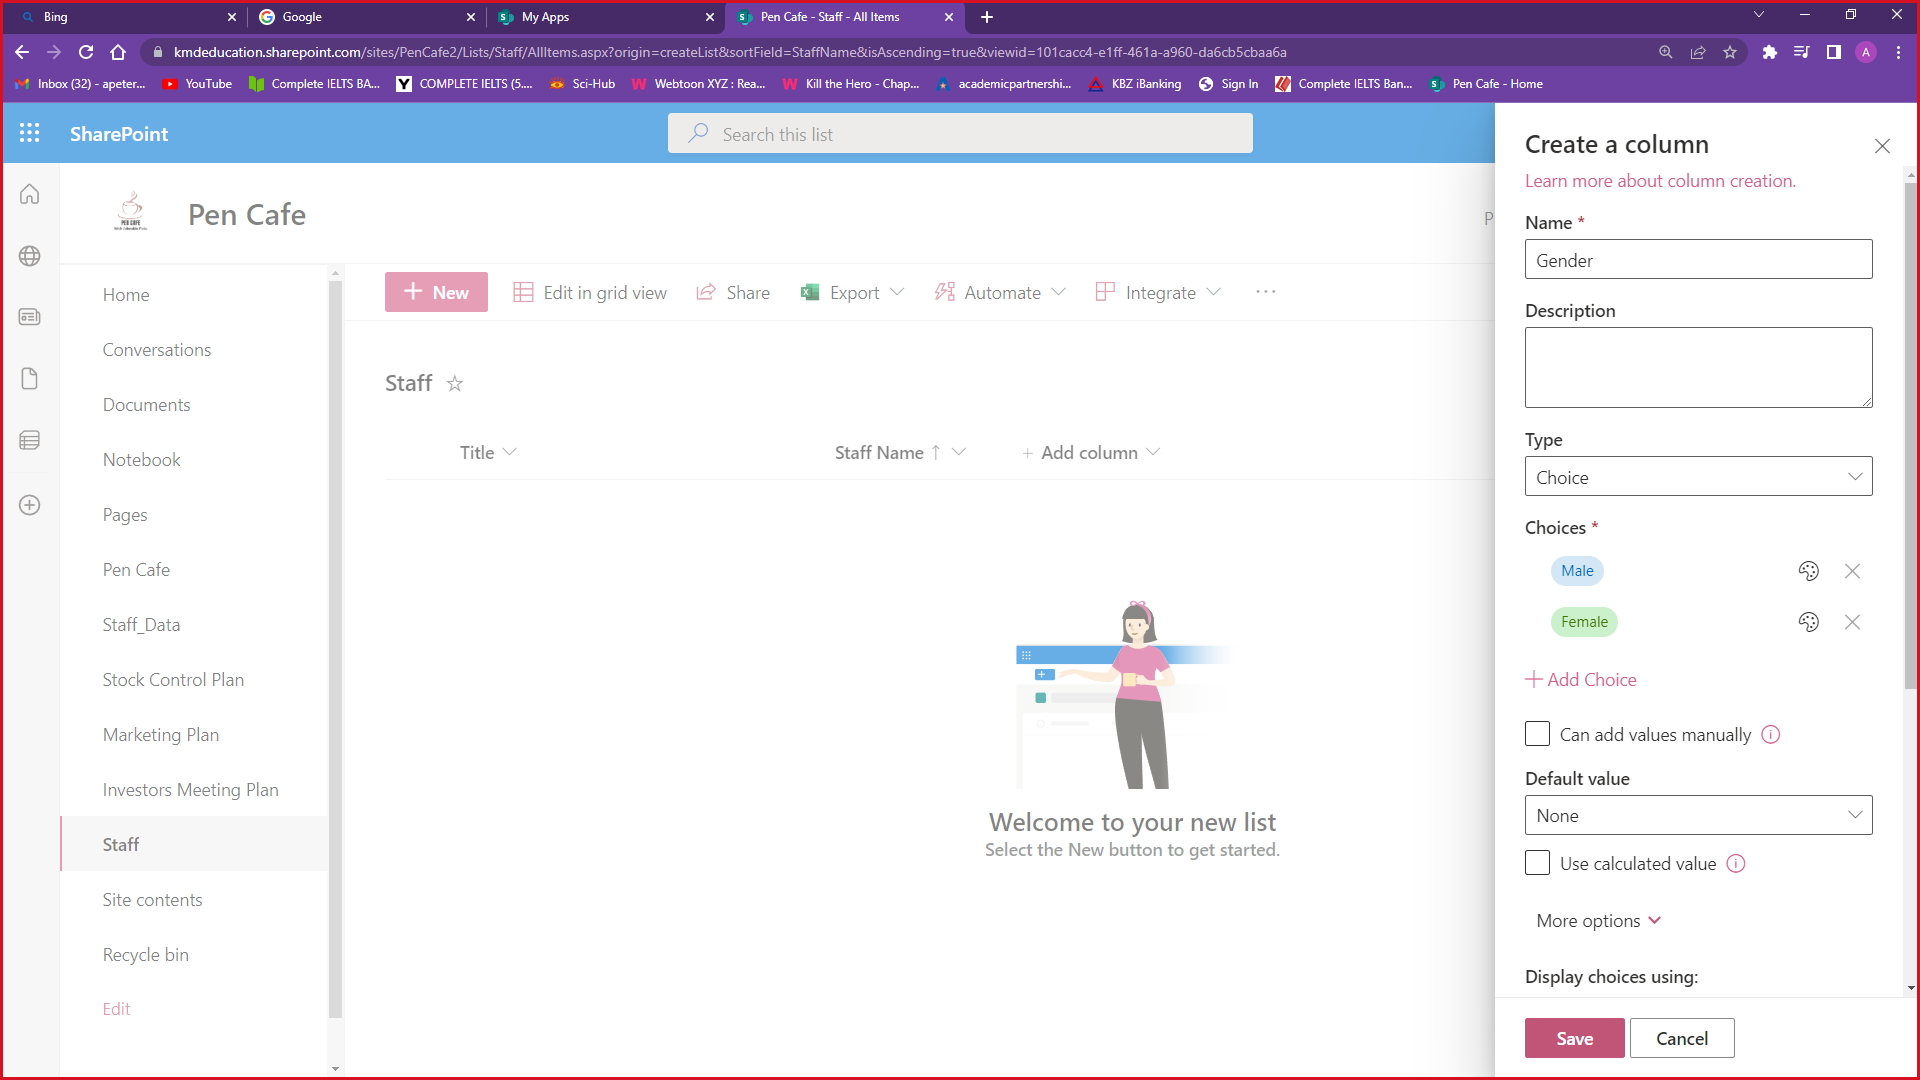 Bing
Google
My Apps
Pen Cafe - Staff - All Items
kmdeducation.sharepoint.com/sites/PenCafe2/Lists/Staff/AllItems.aspx?origin=createList&sortField=StaffName&isAscending=true&viewid=101cacc4-e1ff-461a-a960-da6cb5cbaa6a
A
Inbox (32) - apeter...
YouTube
Complete IELTS BA...
COMPLETE IELTS (5....
Sci-Hub
Webtoon XYZ : Rea...
Kill the Hero - Chap...
academicpartnershi...
KBZ iBanking
Sign In
Complete IELTS Ban...
Pen Cafe - Home
SharePoint
Search this list
PEN CAFE
Pen Cafe
P
Home
Conversations
Documents
Notebook
Pages
Pen Cafe
Staff_Data
Stock Control Plan
Marketing Plan
Investors Meeting Plan
Staff
Site contents
Recycle bin
Edit
New
Edit in grid view
Share
Export
Automate
Integrate
Staff
Title
Staff Name
Add column
Welcome to your new list
Select the New button to get started.
Create a column
Learn more about column creation.
Name *
Gender
Description
Type
Choice
Choices *
Male
Female
Add Choice
Can add values manually
Default value
None
Use calculated value
More options
Display choices using:
Save
Cancel